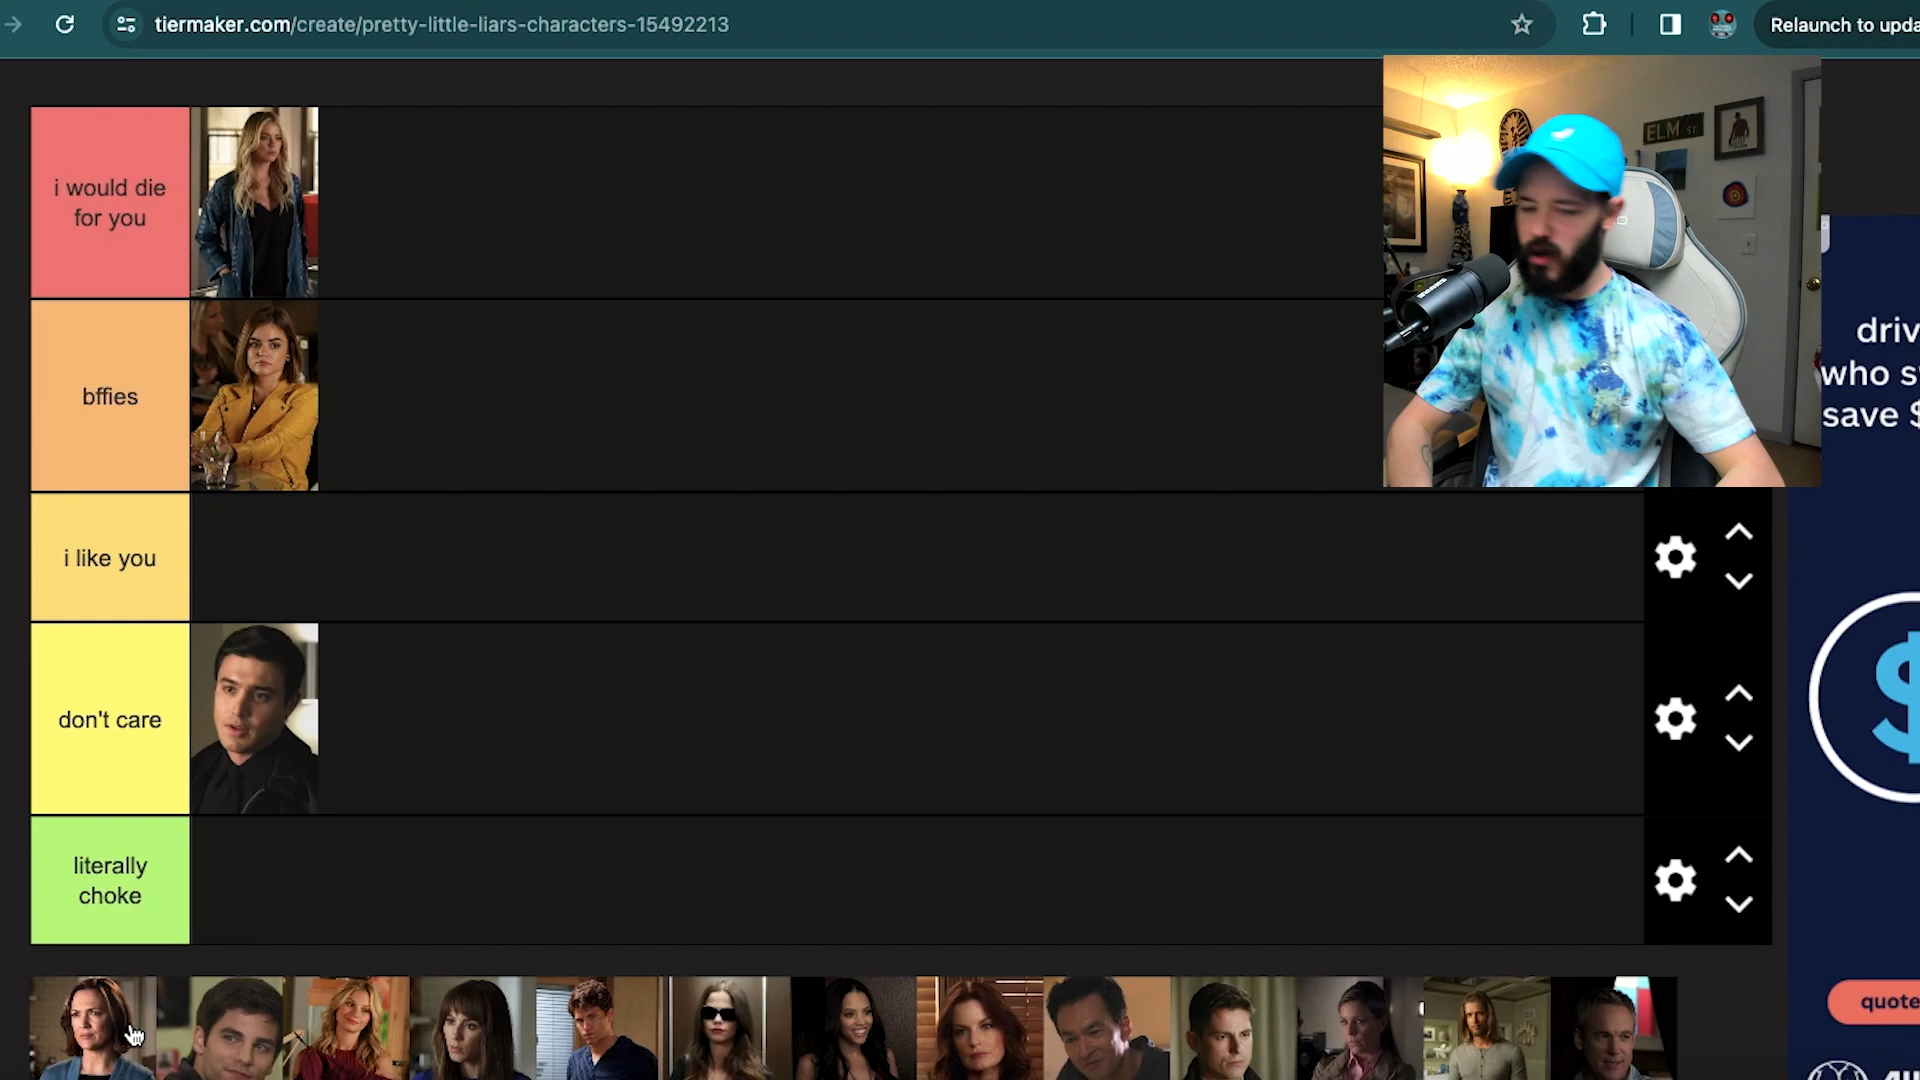 tiermaker.com/create/pretty-little-liars-characters-15492213
Relaunch to upda
i would die
for you
ELM ST
bffies
driv
who s
save $
i like you
don't care
$
literally
choke
quote